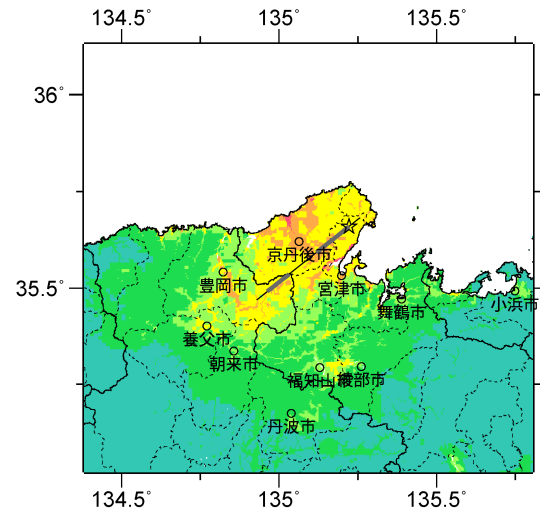 134.5° 135° 135.5°
36°
京丹後市
豊岡市
35.5°
宮津市
小浜市
舞鶴市
養父市
朝来市
福知山市
綾部市
丹波市
134.5° 135° 135.5°